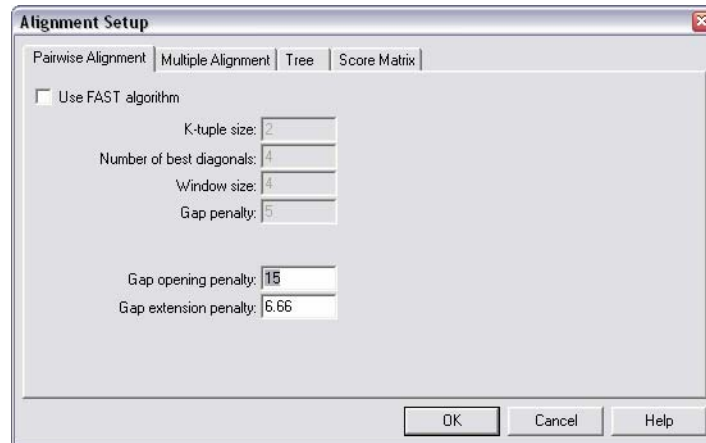 Alignment Setup
Pairwise Alignment Multiple Alignment Tree Score Matrix
Use FAST algorithm
K-tuple size: 2
Number of best diagonals: 4
Window size: 4
Gap penalty: 5
Gap opening penalty: 15
Gap extension penalty: 6.66
OK Cancel Help